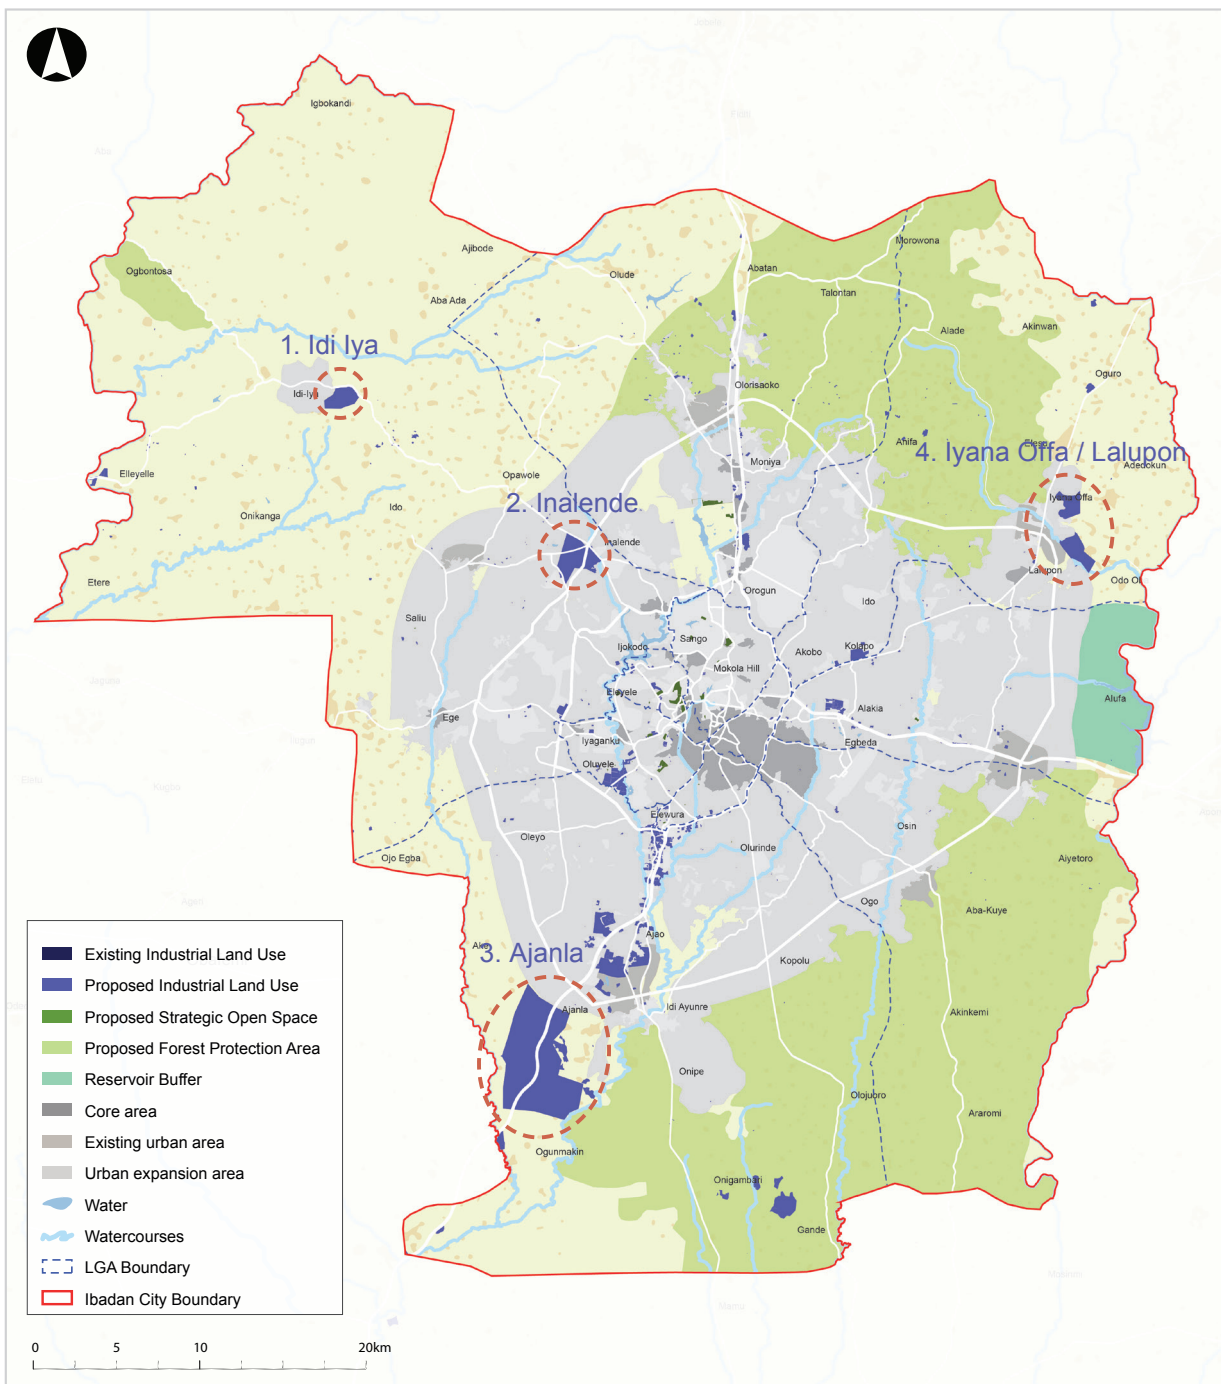 Igbokandi
Ajibode
Ogbontosa
Aba Ada
Olude
Abatan
Morowona
Talontan
Alade
Akinwan
Oguro
1. Idi Iya
Idi-Iya
Olorisaoko
Anifa
Elesu
4. Iyana Offa / Lalupon
Adedokun
Iyana Offa
Elleyelle
Opawole
Moniya
Onikanga
Ido
2. Inalende
Inalende
Lalupon
Etere
Odo Ol
Orogun
Ido
Saliu
Sango
Ijokodo
Akobo
Kolapo
Mokola Hill
Eleyele
Alufa
Ege
Alakia
Iyaganku
Egbeda
Oluyele
Elewura
Oleyo
Olurinde
Osin
Ojo Egba
Aiyetoro
Ogo
Aba-Kuye
Ajao
3. Ajanla
Kopolu
Ajanla
Idi Ayunre
Akinkemi
Onipe
Olojuoro
Araromi
Ogunmakin
Onigambari
Gande
Existing Industrial Land Use
Proposed Industrial Land Use
Proposed Strategic Open Space
Proposed Forest Protection Area
Reservoir Buffer
Core area
Existing urban area
Urban expansion area
Water
Watercourses
LGA Boundary
Ibadan City Boundary
0 5 10 20km